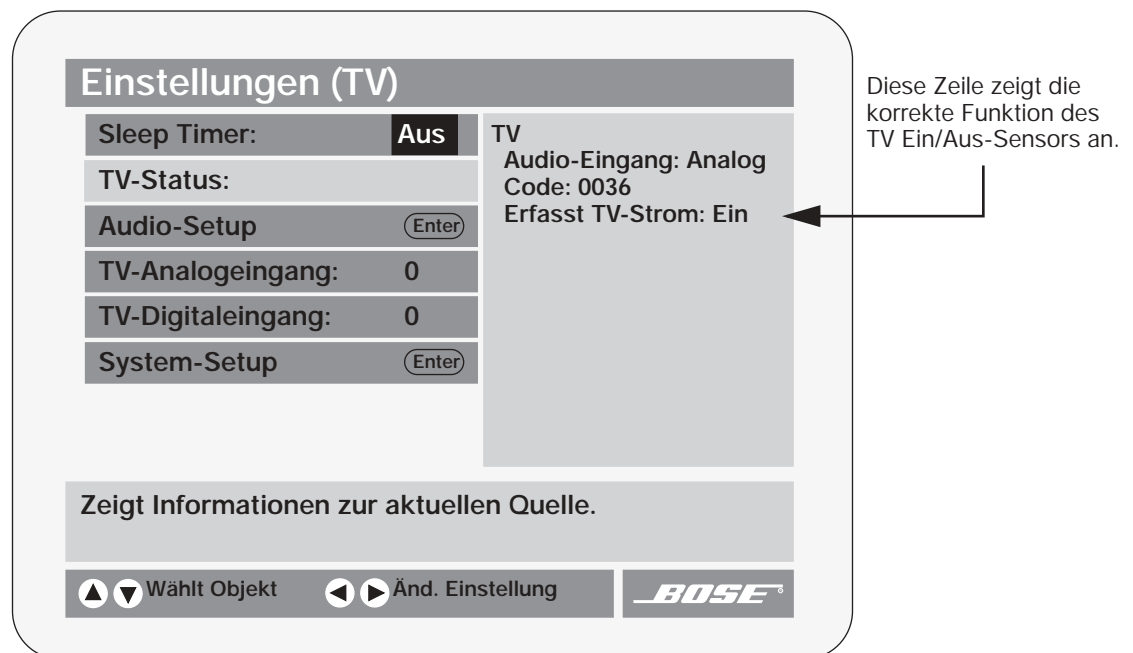 Einstellungen (TV)
Sleep Timer: Aus
TV-Status:
Audio-Setup Enter
TV-Analogeingang: 0
TV-Digitaleingang: 0
System-Setup Enter
TV
Audio-Eingang: Analog
Code: 0036
Erfasst TV-Strom: Ein
Diese Zeile zeigt die
korrekte Funktion des
TV Ein/Aus-Sensors an.
Zeigt Informationen zur aktuellen Quelle.
Wählt Objekt Änd. Einstellung BOSE®